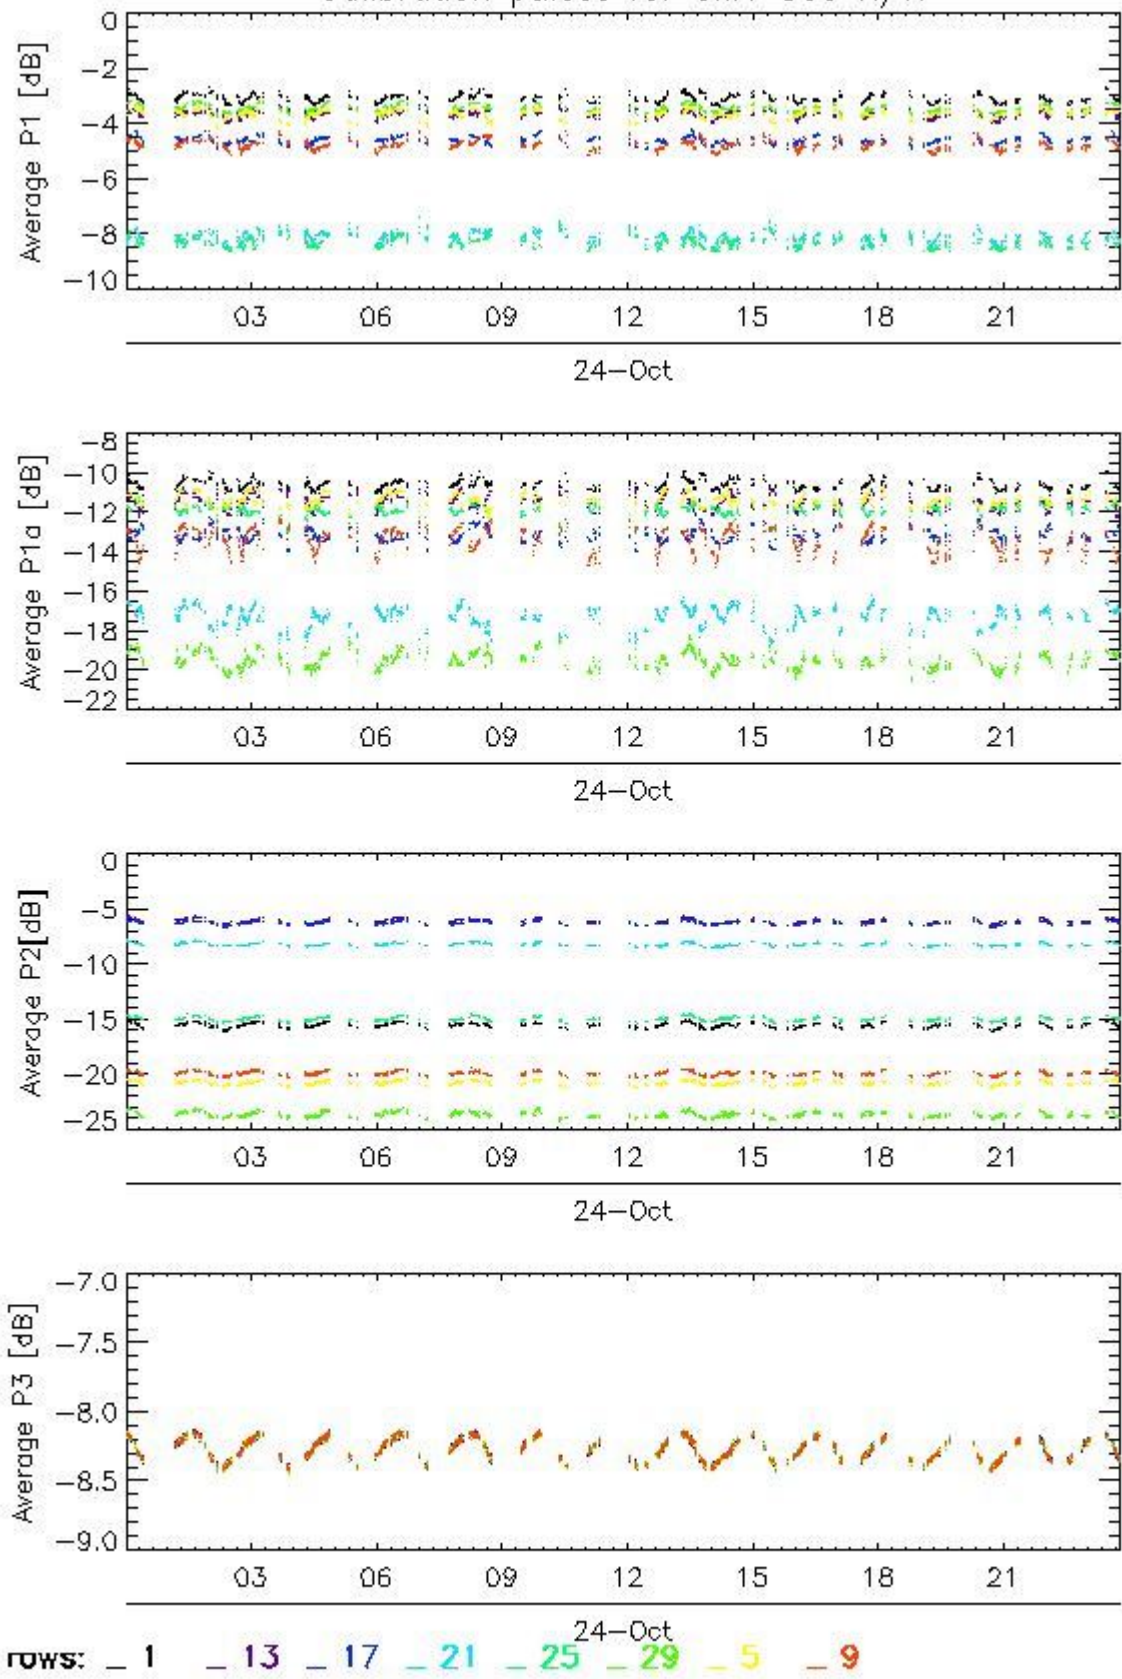 Average P1 [dB]
0
−2
−4
−6
−8
−10
03 06 09 12 15 18 21
24−Oct
Average P1a [dB]
−8
−10
−12
−14
−16
−18
−20
−22
03 06 09 12 15 18 21
24−Oct
Average P2[dB]
0
−5
−10
−15
−20
−25
03 06 09 12 15 18 21
24−Oct
Average P3 [dB]
−7.0
−7.5
−8.0
−8.5
−9.0
03 06 09 12 15 18 21
24−Oct
rows: _ 1 _ 13 _ 17 _ 21 _ 25 _ 29 _ 5 _ 9